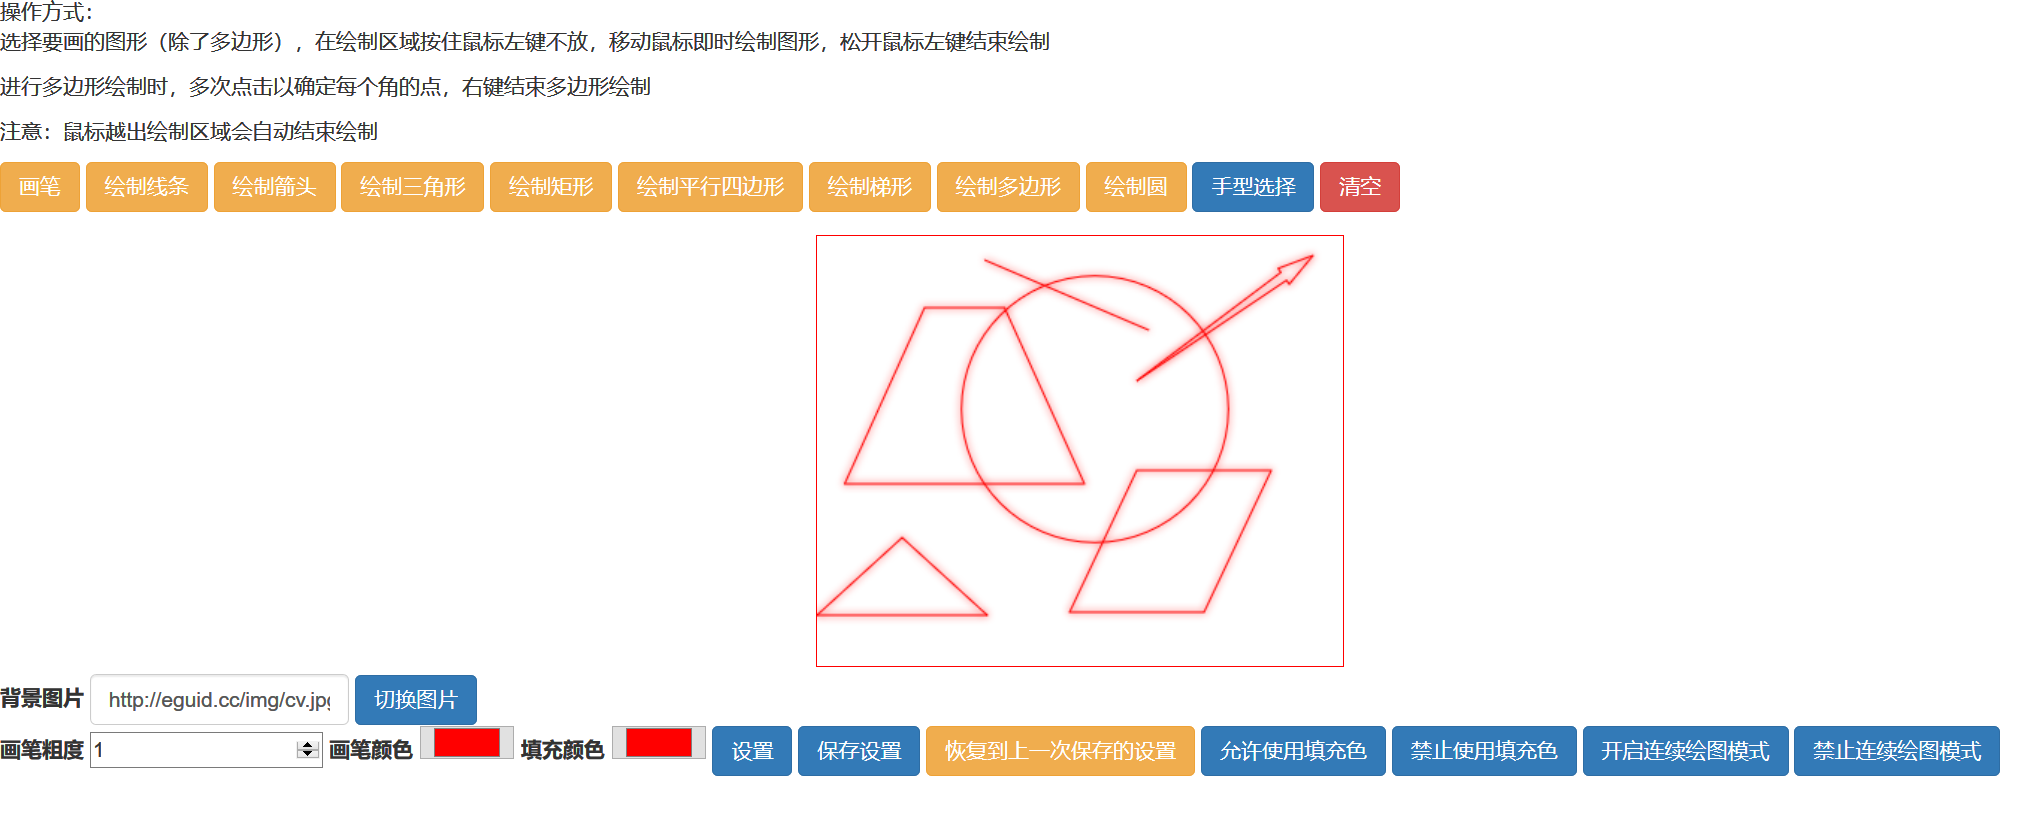 操作方式：
选择要画的图形（除了多边形），在绘制区域按住鼠标左键不放，移动鼠标即时绘制图形，松开鼠标左键结束绘制
进行多边形绘制时，多次点击以确定每个角的点，右键结束多边形绘制
注意：鼠标越出绘制区域会自动结束绘制
画笔 绘制线条 绘制箭头 绘制三角形 绘制矩形 绘制平行四边形 绘制梯形 绘制多边形 绘制圆 手型选择 清空
背景图片 http://eguid.cc/img/cv.jpg 切换图片
画笔粗度 1 画笔颜色 填充颜色 设置 保存设置 恢复到上一次保存的设置 允许使用填充色 禁止使用填充色 开启连续绘图模式 禁止连续绘图模式